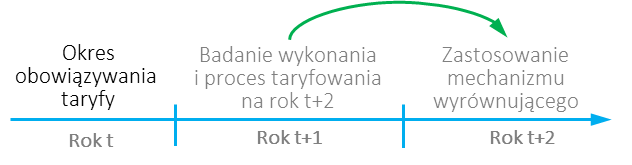 Okres
obowiązywania
taryfy
Badanie wykonania
i proces taryfowania
na rok t+2
Zastosowanie
mechanizmu
wyrównującego
Rok t
Rok t+1
Rok t+2